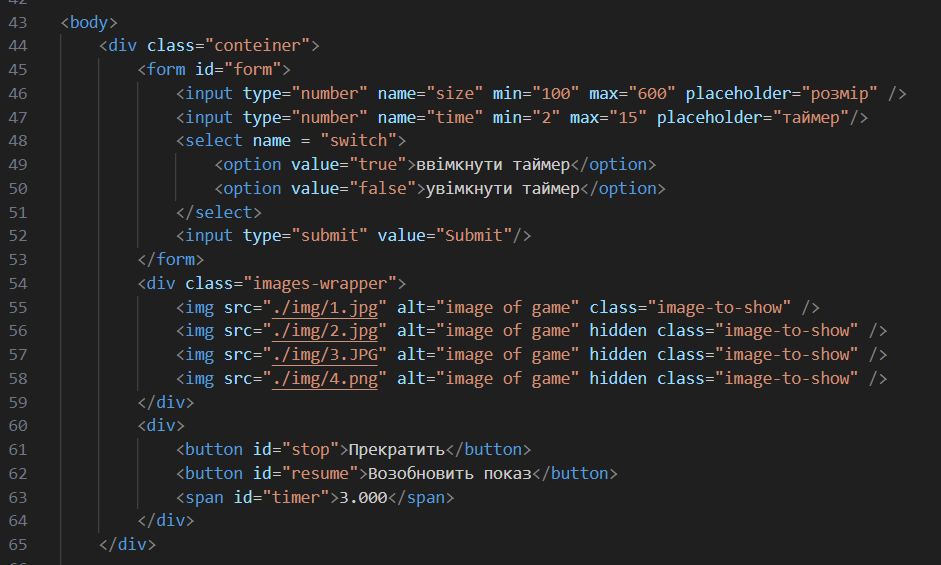 42
43 <body>
44 <div class="conteiner">
45 <form id="form">
46 <input type="number" name="size" min="100" max="600" placeholder="розмір" />
47 <input type="number" name="time" min="2" max="15" placeholder="таймер"/>
48 <select name = "switch">
49 <option value="true">ввімкнути таймер</option>
50 <option value="false">увімкнути таймер</option>
51 </select>
52 <input type="submit" value="Submit"/>
53 </form>
54 <div class="images-wrapper">
55 <img src="./img/1.jpg" alt="image of game" class="image-to-show" />
56 <img src="./img/2.jpg" alt="image of game" hidden class="image-to-show" />
57 <img src="./img/3.JPG" alt="image of game" hidden class="image-to-show" />
58 <img src="./img/4.png" alt="image of game" hidden class="image-to-show" />
59 </div>
60 <div>
61 <button id="stop">Прекратить</button>
62 <button id="resume">Возобновить показ</button>
63 <span id="timer">3.000</span>
64 </div>
65 </div>